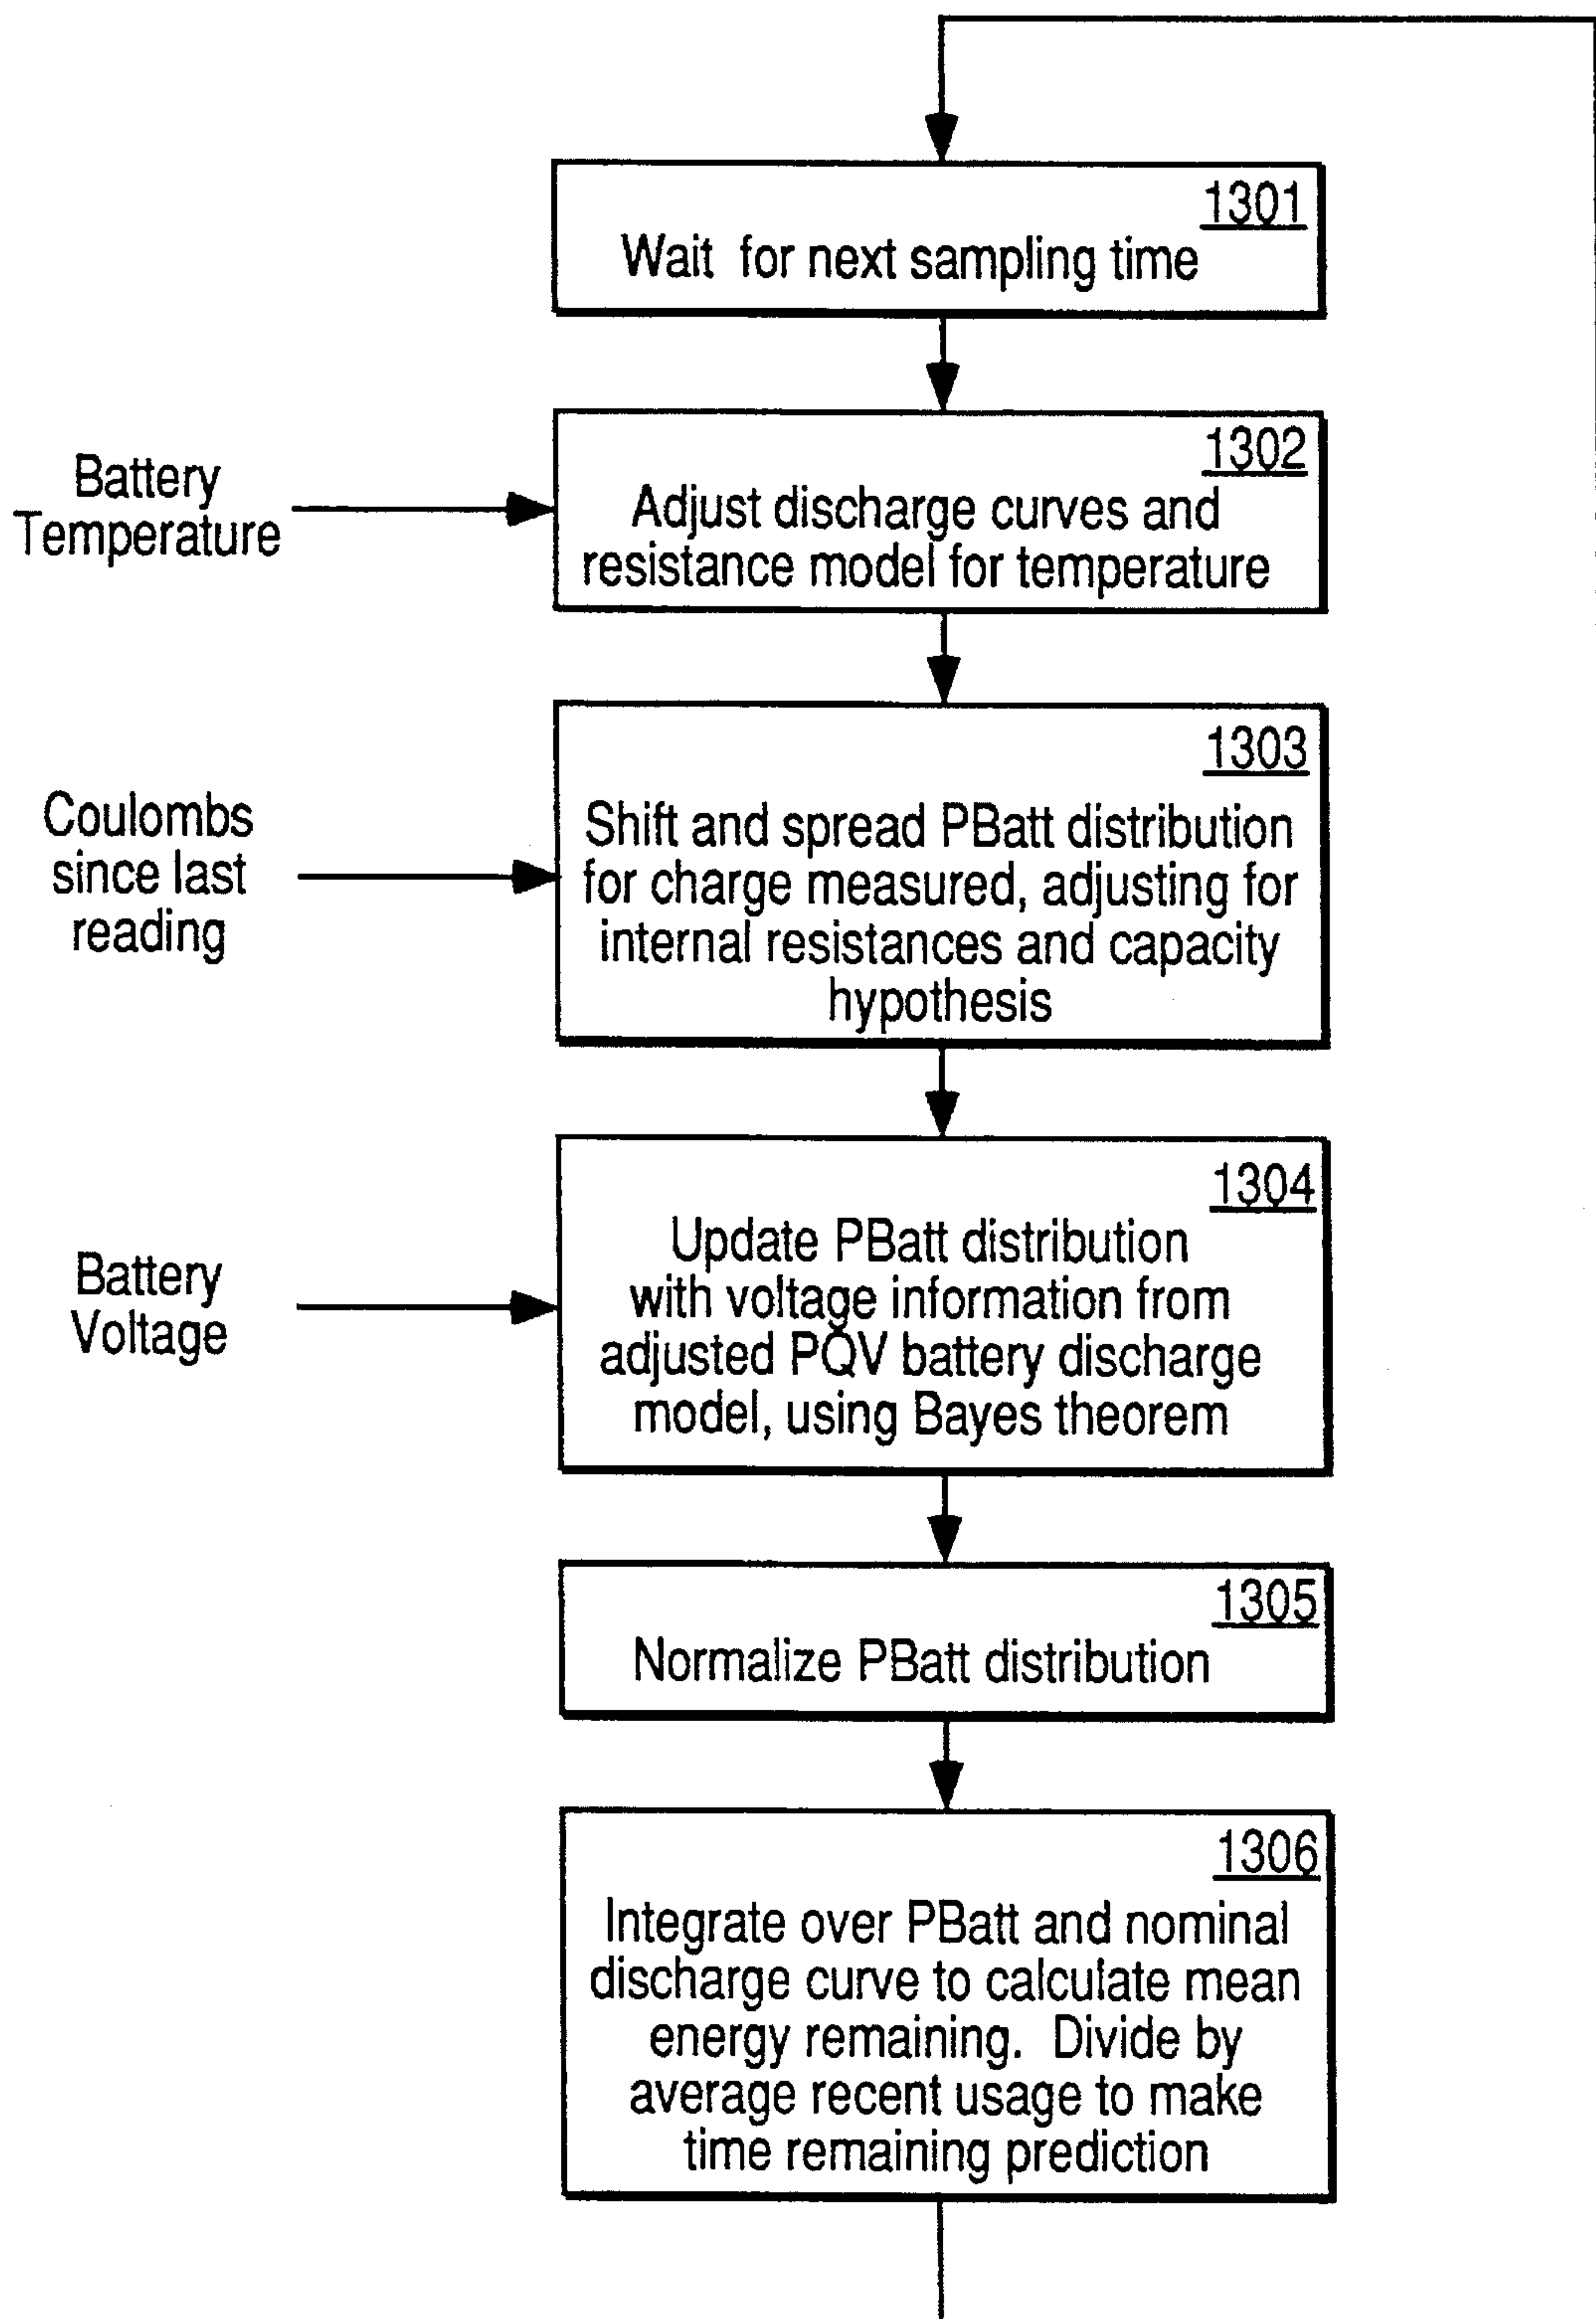 1301
Wait for next sampling time
Battery
Temperature
1302
Adjust discharge curves and
resistance model for temperature
Coulombs
since last
reading
1303
Shift and spread PBatt distribution
for charge measured, adjusting for
internal resistances and capacity
hypothesis
Battery
Voltage
1304
Update PBatt distribution
with voltage information from
adjusted PQV battery discharge
model, using Bayes theorem
1305
Normalize PBatt distribution
1306
Integrate over PBatt and nominal
discharge curve to calculate mean
energy remaining. Divide by
average recent usage to make
time remaining prediction